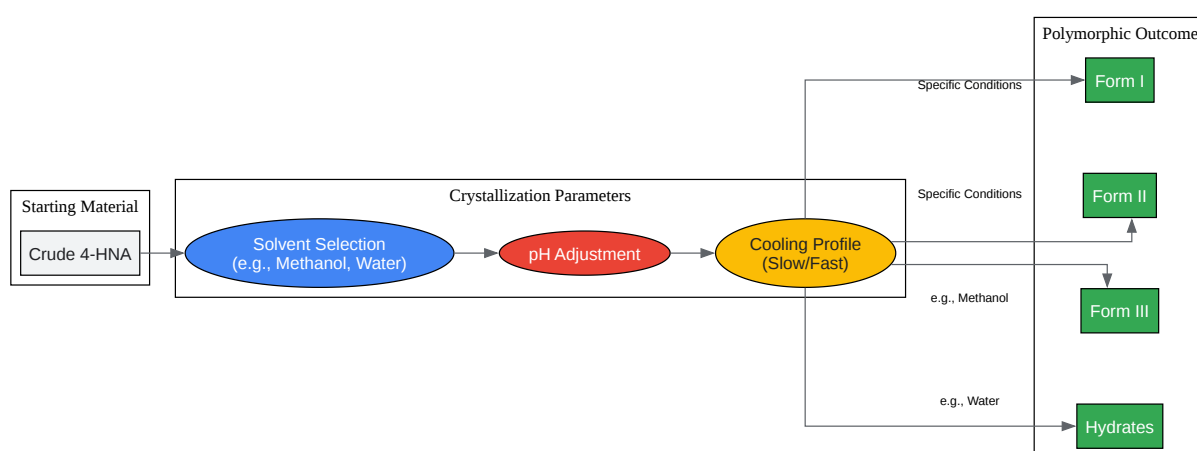 Polymorphic Outcome
Form I
Specific Conditions
Crystallization Parameters
Specific Conditions
Form II
Starting Material
Crude 4-HNA
Solvent Selection
(e.g., Methanol, Water)
pH Adjustment
Cooling Profile
(Slow/Fast)
e.g., Methanol
Form III
e.g., Water
Hydrates